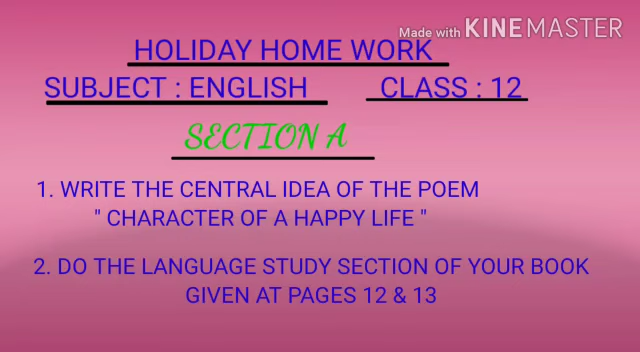 Made with KINEMASTER
HOLIDAY HOME WORK
SUBJECT : ENGLISH CLASS : 12
SECTION A
1. WRITE THE CENTRAL IDEA OF THE POEM
" CHARACTER OF A HAPPY LIFE "
2. DO THE LANGUAGE STUDY SECTION OF YOUR BOOK
GIVEN AT PAGES 12 & 13